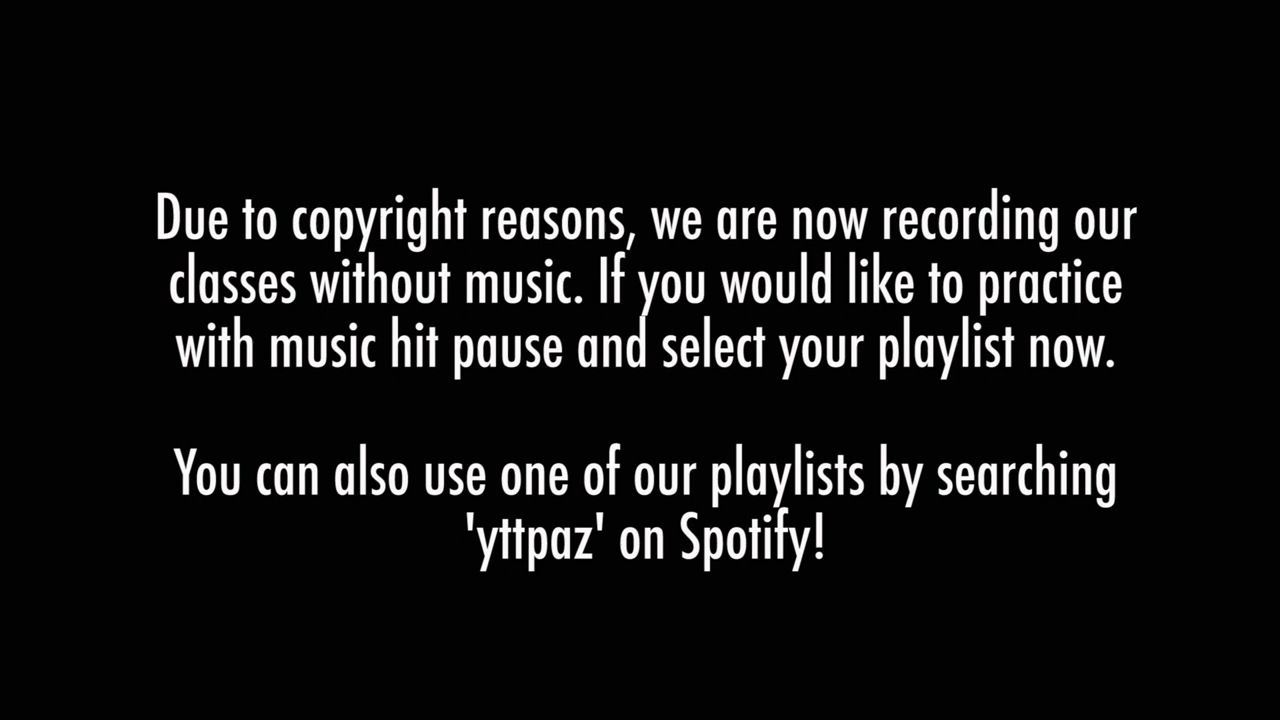 Due to copyright reasons, we are now recording our
classes without music. If you would like to practice
with music hit pause and select your playlist now.
You can also use one of our playlists by searching
'yttpaz' on Spotify!